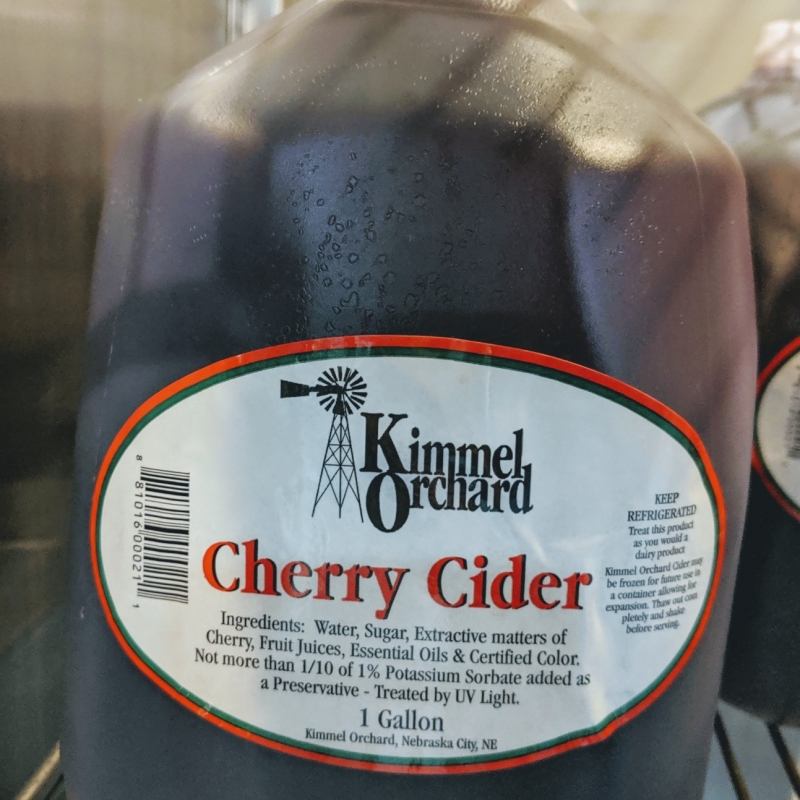 Kimmel
Orchard
Cherry Cider
Ingredients: Water, Sugar, Extractive matters of
Cherry, Fruit Juices, Essential Oils & Certified Color.
Not more than 1/10 of 1% Potassium Sorbate added as
a Preservative - Treated by UV Light.
1 Gallon
Kimmel Orchard, Nebraska City, NE
8 81016 00021 1
KEEP
REFRIGERATED
Treat this product
as you would a
dairy product
Kimmel Orchard Cider may
be frozen for future use in
a container allowing for
expansion. Thaw out com
pletely and shake
before serving.